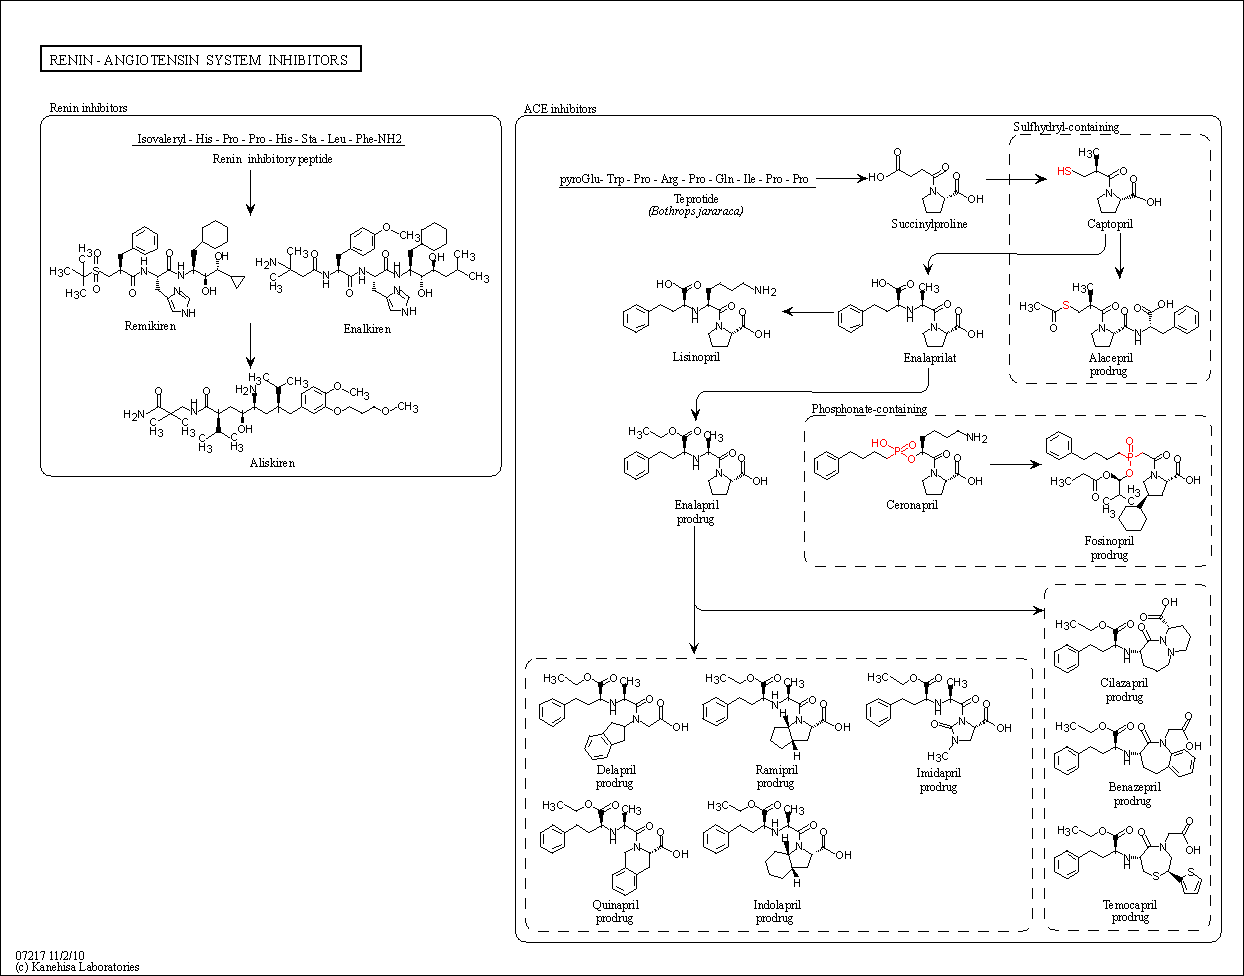 RENIN - ANGIOTENSIN SYSTEM INHIBITORS
Renin inhibitors
Isovaleryl - His - Pro - Pro - His - Sta - Leu - Phe-NH2
Renin inhibitory peptide
Remikiren
Enalkiren
Aliskiren
ACE inhibitors
pyroGlu- Trp - Pro - Arg - Pro - Gln - Ile - Pro - Pro
Teprotide
(Bothrops jararaca)
Succinylproline
Sulfhydryl-containing
Captopril
Lisinopril
Enalaprilat
Alacepril
prodrug
Enalapril
prodrug
Phosphonate-containing
Ceronapril
Fosinopril
prodrug
Cilazapril
prodrug
Delapril
prodrug
Ramipril
prodrug
Imidapril
prodrug
Benazepril
prodrug
Quinapril
prodrug
Indolapril
prodrug
Temocapril
prodrug
07217 11/2/10
(c) Kanehisa Laboratories